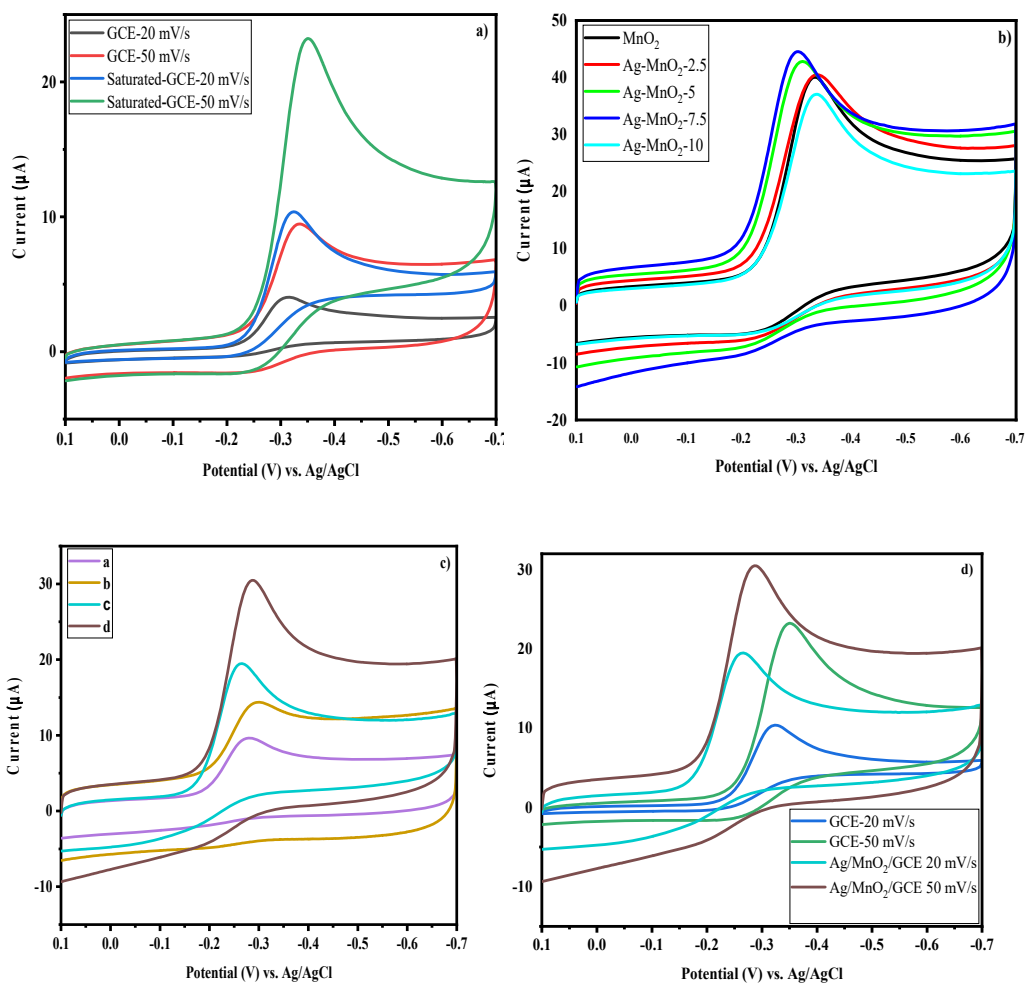 a)
GCE-20 mV/s
GCE-50 mV/s
Saturated-GCE-20 mV/s
Saturated-GCE-50 mV/s
Current (µA)
20
10
0
0.1 0.0 -0.1 -0.2 -0.3 -0.4 -0.5 -0.6 -0.7
Potential (V) vs. Ag/AgCl
b)
MnO₂
Ag-MnO₂-2.5
Ag-MnO₂-5
Ag-MnO₂-7.5
Ag-MnO₂-10
Current (µA)
50
40
30
20
10
0
-10
-20
0.1 0.0 -0.1 -0.2 -0.3 -0.4 -0.5 -0.6 -0.7
Potential (V) vs. Ag/AgCl
c)
a
b
c
d
Current (µA)
30
20
10
0
-10
0.1 0.0 -0.1 -0.2 -0.3 -0.4 -0.5 -0.6 -0.7
Potential (V) vs. Ag/AgCl
d)
Current (µA)
30
20
10
0
-10
GCE-20 mV/s
GCE-50 mV/s
Ag/MnO₂/GCE 20 mV/s
Ag/MnO₂/GCE 50 mV/s
0.1 0.0 -0.1 -0.2 -0.3 -0.4 -0.5 -0.6 -0.7
Potential (V) vs. Ag/AgCl